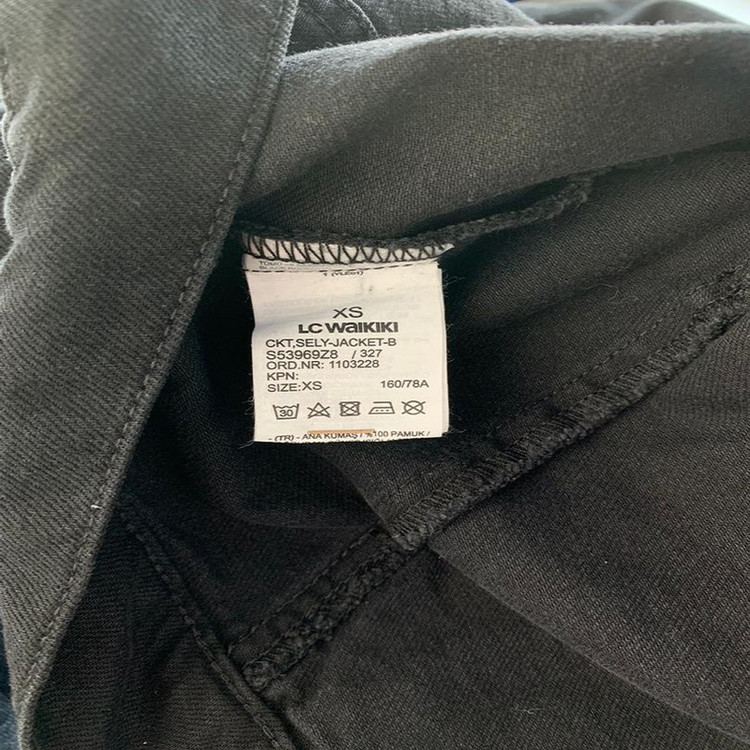 XS
LC WAIKIKI
CKT,SELY-JACKET-B
S53969Z8 / 327
ORD.NR: 1103228
KPN:
SIZE:XS 160/78A
30
- (TR) - ANA KUMAŞ / %100 PAMUK /